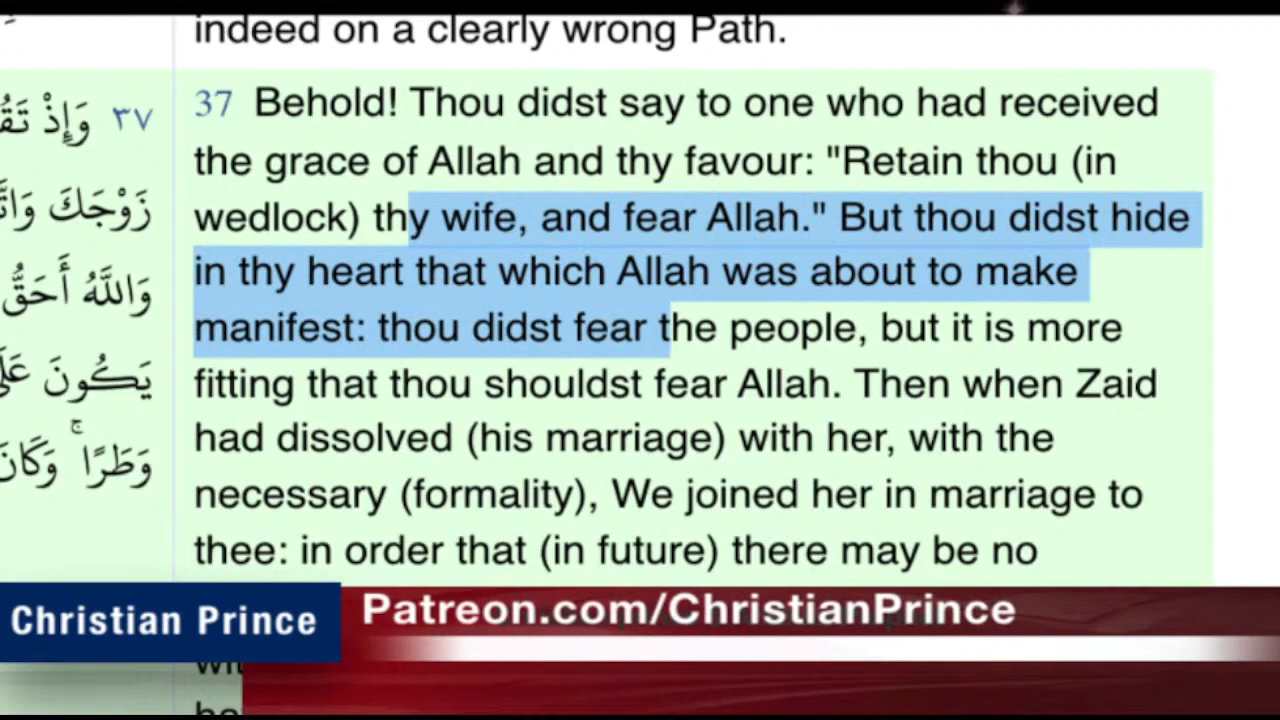 indeed on a clearly wrong Path.
٣٧ وَإِذْ
37 Behold! Thou didst say to one who had received
the grace of Allah and thy favour: "Retain thou (in
زَوْجَكَ
wedlock) thy wife, and fear Allah." But thou didst hide
in thy heart that which Allah was about to make
وَاللَّهُ أَحَقُّ
manifest: thou didst fear the people, but it is more
fitting that thou shouldst fear Allah. Then when Zaid
يَكُونَ
had dissolved (his marriage) with her, with the
وَطَرًا ۚ وَكَانَ
necessary (formality), We joined her in marriage to
thee: in order that (in future) there may be no
Christian Prince
Patreon.com/ChristianPrince